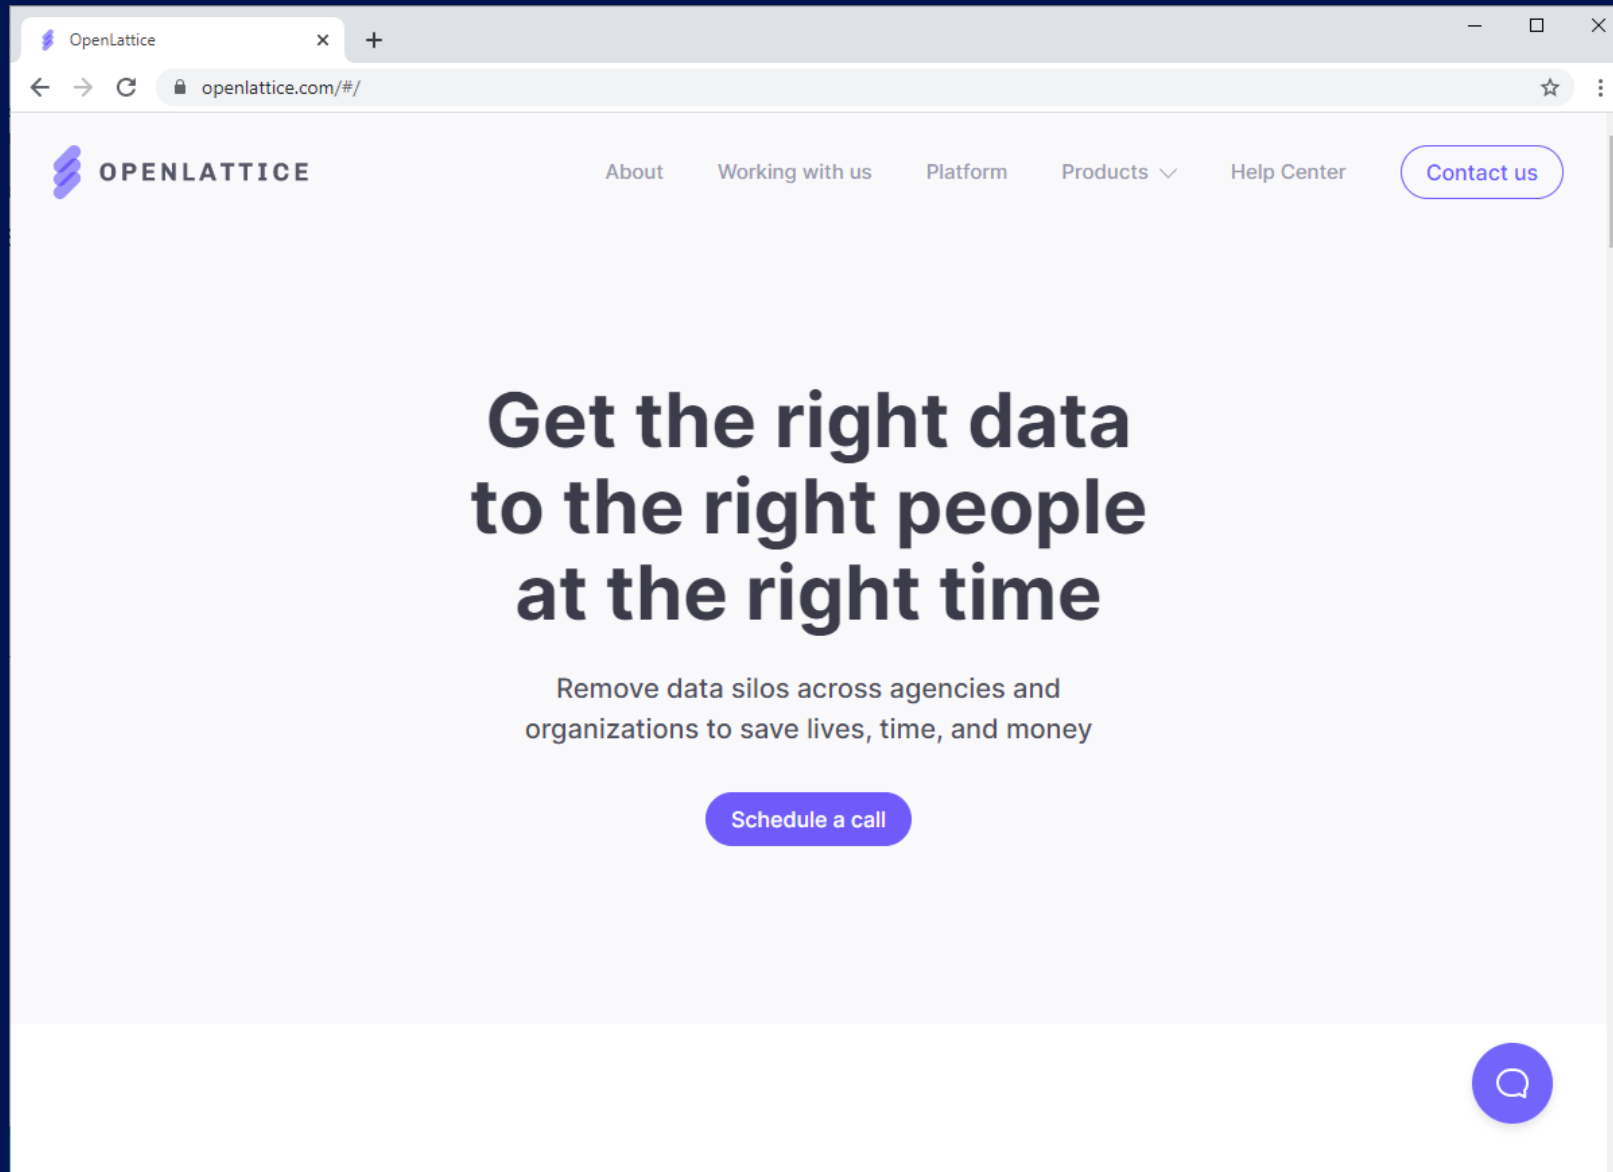 OpenLattice
openlattice.com/#/
OPENLATTICE
About
Working with us
Platform
Products
Help Center
Contact us
Get the right data
to the right people
at the right time
Remove data silos across agencies and
organizations to save lives, time, and money
Schedule a call